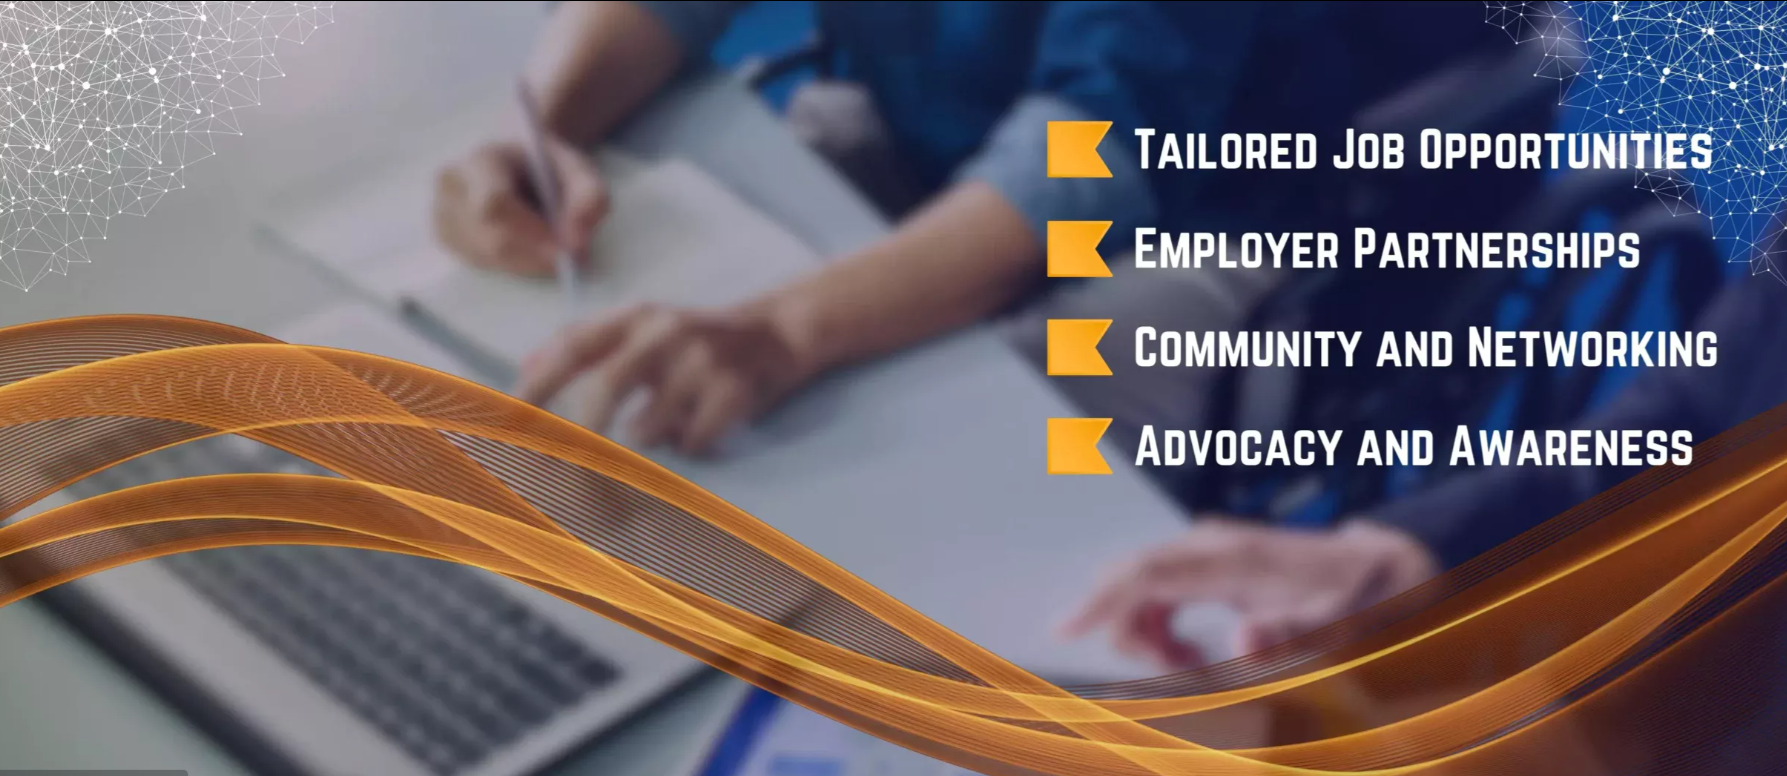 Tailored Job Opportunities
Employer Partnerships
Community and Networking
Advocacy and Awareness